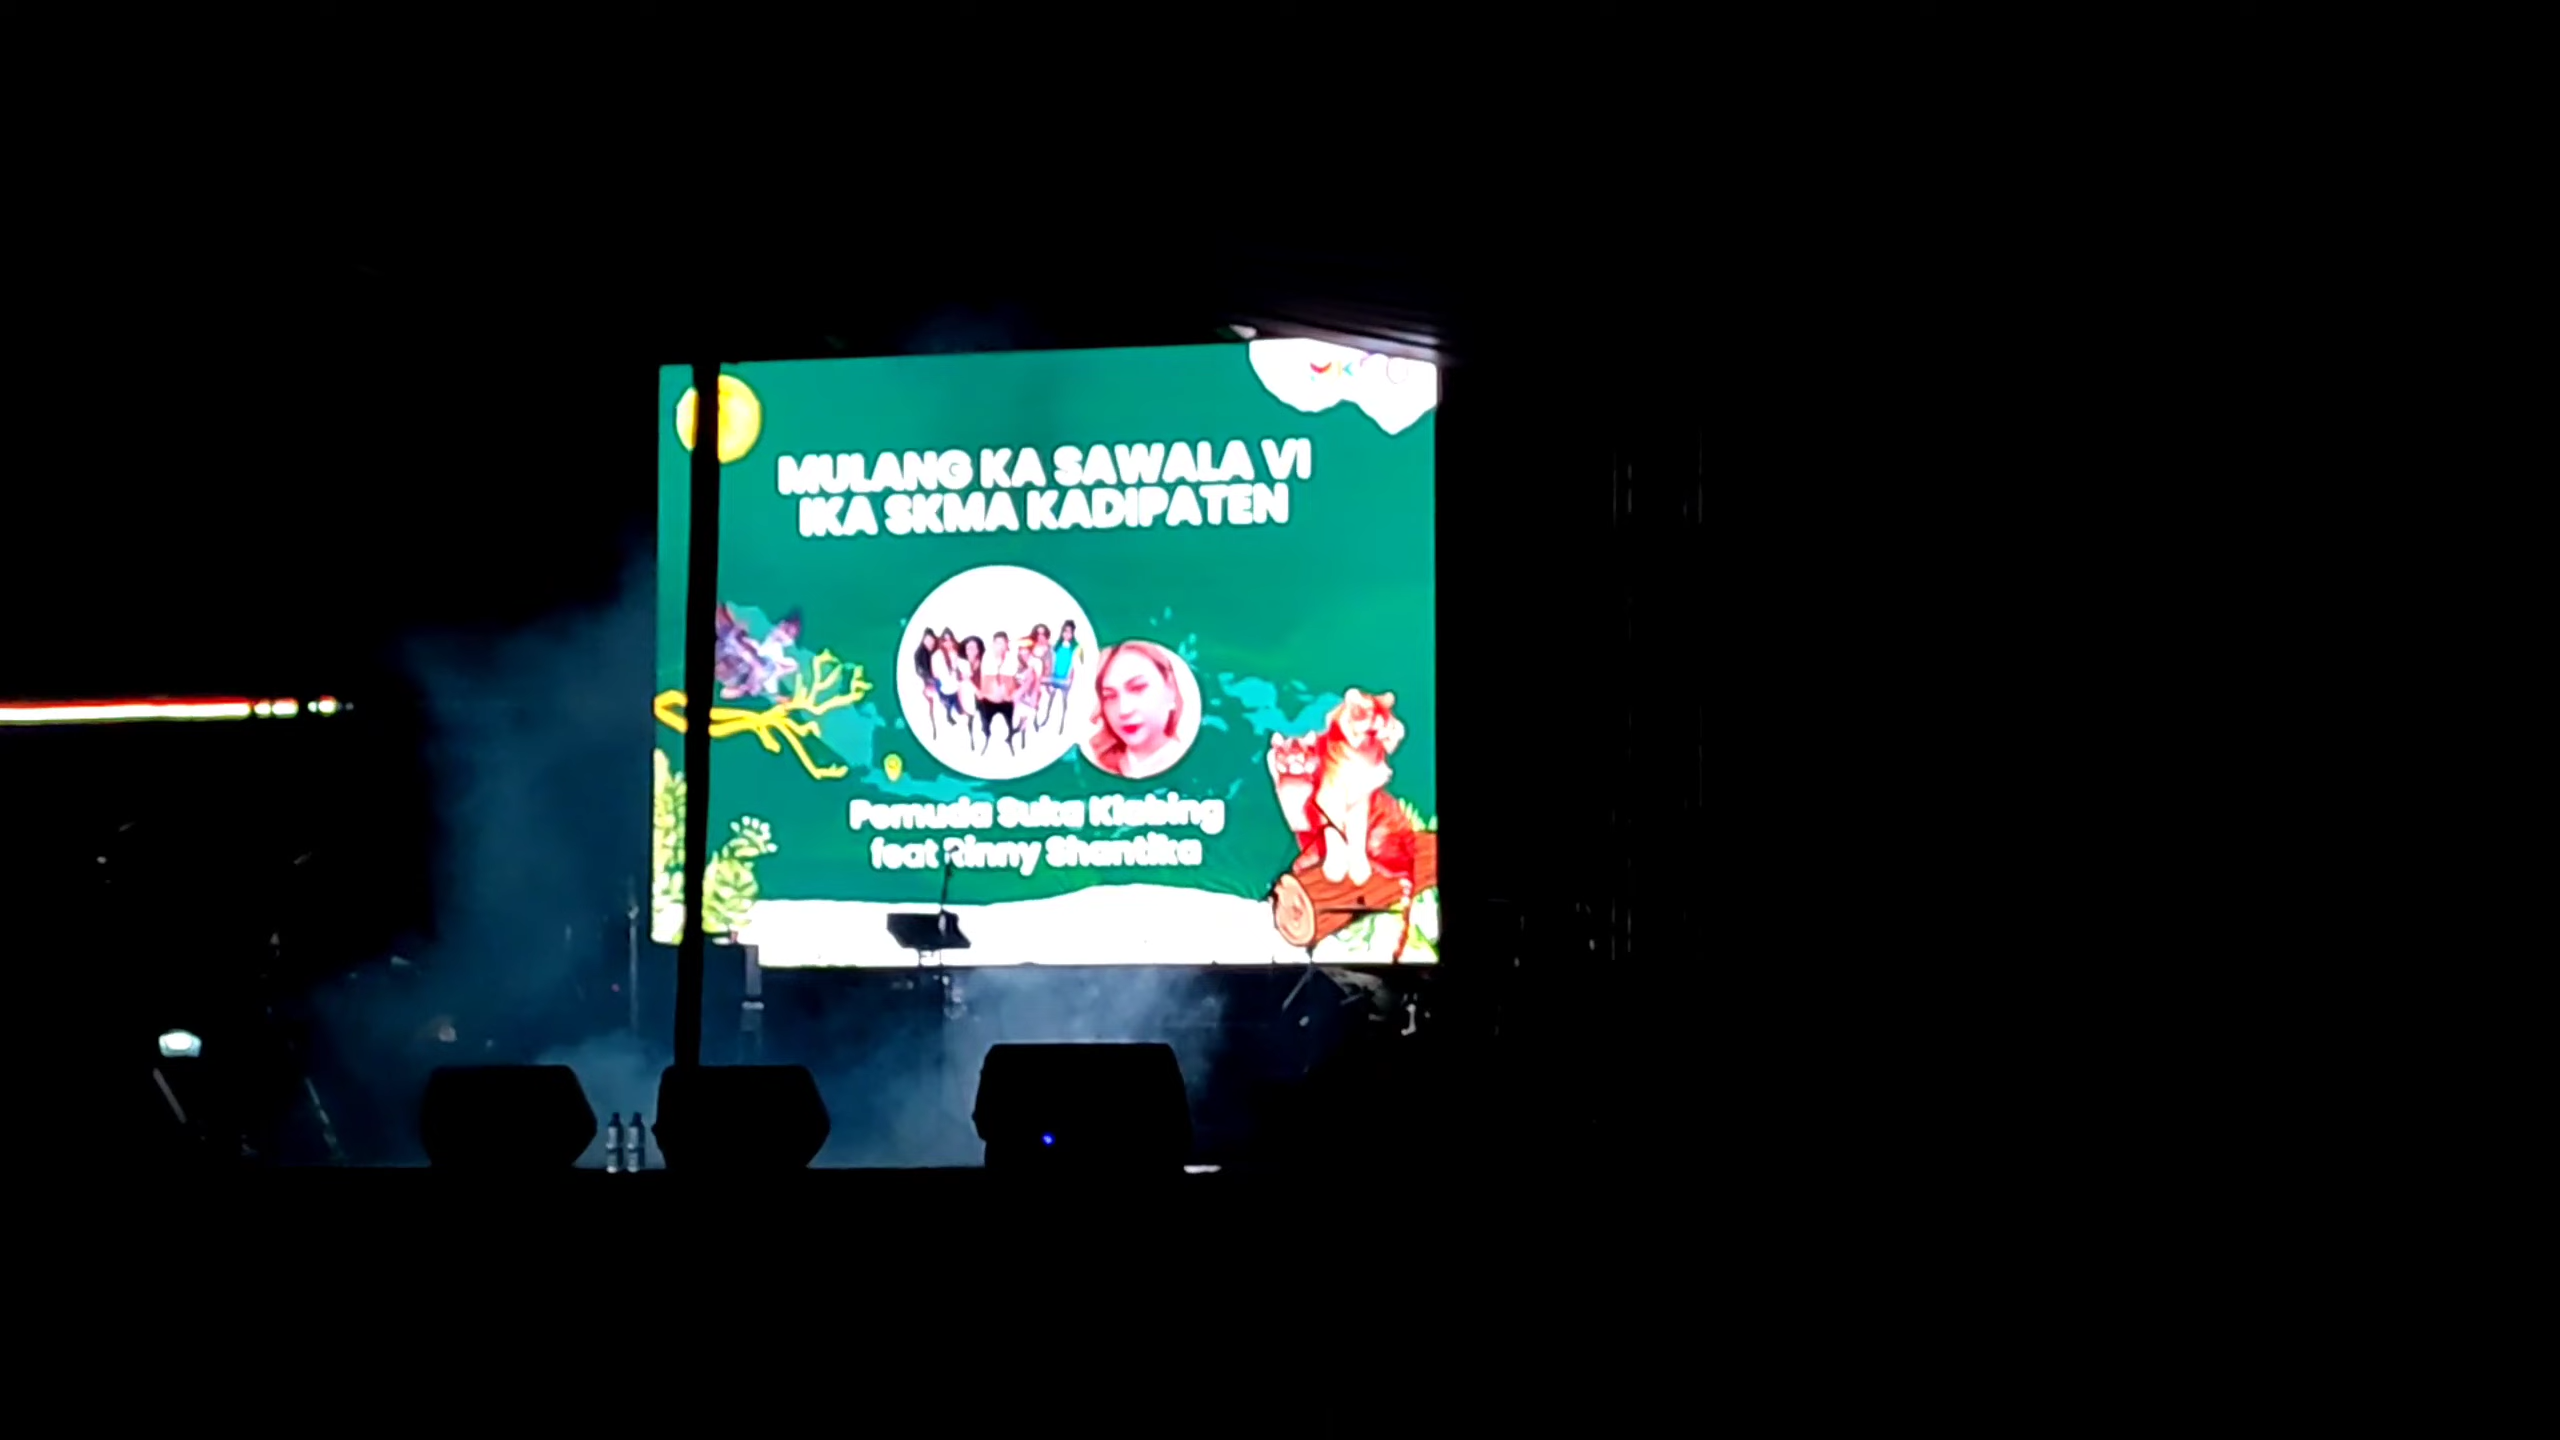 MULANG KA SAWALA VI
IKA SKMA KADIPATEN
Pemuda Suka Klabing
feat Rinny Shantika